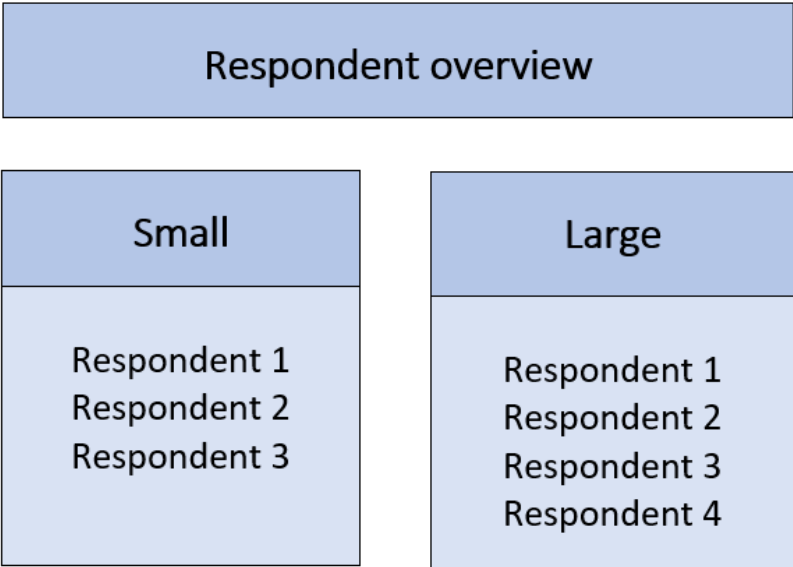 Respondent overview
Small
Respondent 1
Respondent 2
Respondent 3
Large
Respondent 1
Respondent 2
Respondent 3
Respondent 4